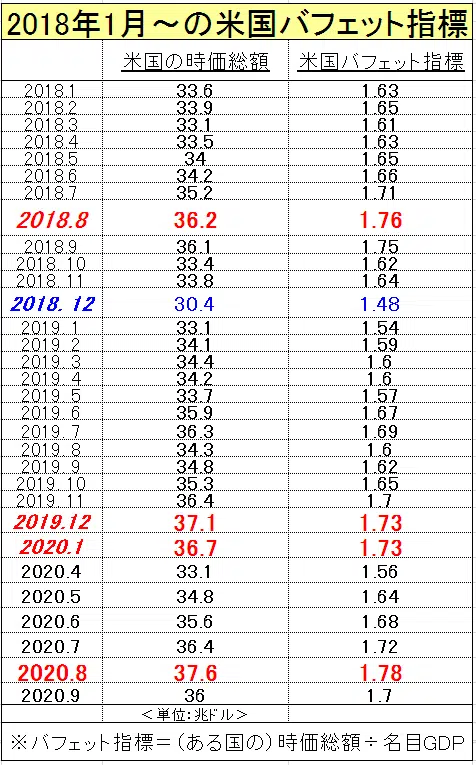 2018年1月～の米国バフェット指標
米国の時価総額 米国バフェット指標
2018.1 33.6 1.63
2018.2 33.9 1.65
2018.3 33.1 1.61
2018.4 33.5 1.63
2018.5 34 1.65
2018.6 34.2 1.66
2018.7 35.2 1.71
2018.8 36.2 1.76
2018.9 36.1 1.75
2018.10 33.4 1.62
2018.11 33.8 1.64
2018.12 30.4 1.48
2019.1 33.1 1.54
2019.2 34.1 1.59
2019.3 34.4 1.6
2019.4 34.2 1.6
2019.5 33.7 1.57
2019.6 35.9 1.67
2019.7 36.3 1.69
2019.8 34.3 1.6
2019.9 34.8 1.62
2019.10 35.3 1.65
2019.11 36.4 1.7
2019.12 37.1 1.73
2020.1 36.7 1.73
2020.4 33.1 1.56
2020.5 34.8 1.64
2020.6 35.6 1.68
2020.7 36.4 1.72
2020.8 37.6 1.78
2020.9 36 1.7
＜単位：兆ドル＞
※バフェット指標＝（ある国の）時価総額÷名目GDP